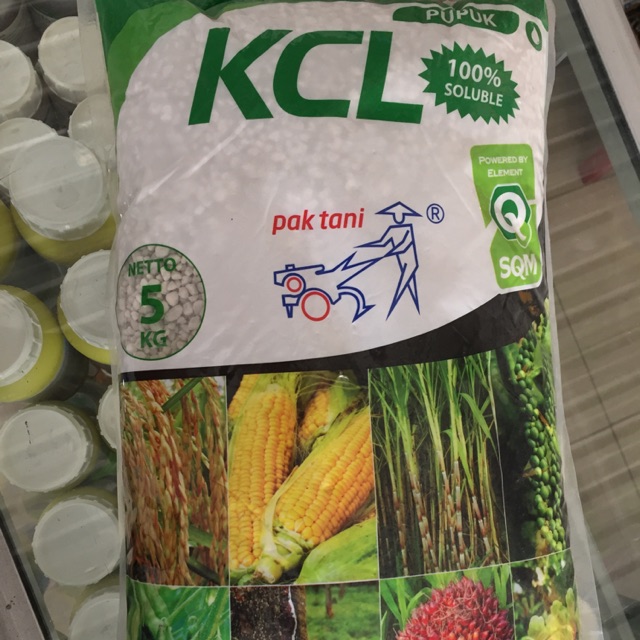 PUPUK
KCL
100%
SOLUBLE
POWERED BY
ELEMENT
Q
SQM
pak tani ®
NETTO
5
KG